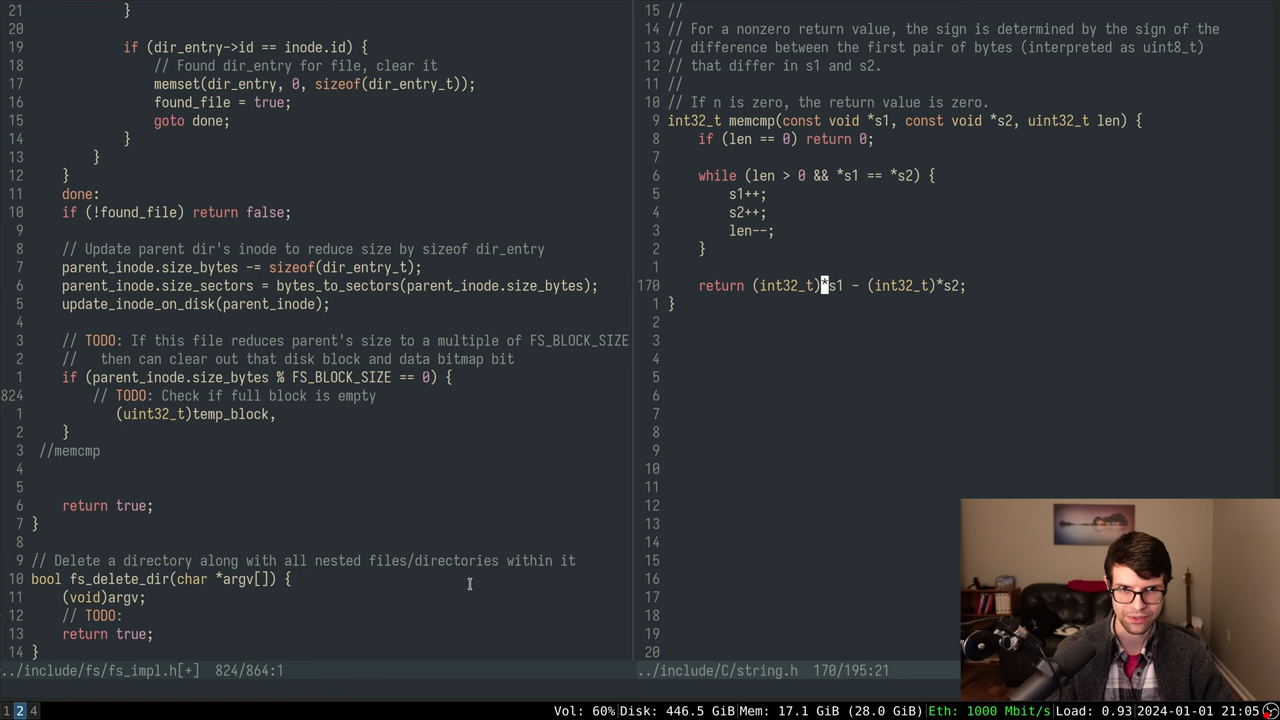 21             }
20
19             if (dir_entry->id == inode.id) {
18                 // Found dir_entry for file, clear it
17                 memset(dir_entry, 0, sizeof(dir_entry_t));
16                 found_file = true;
15                 goto done;
14             }
13         }
12     }
11     done:
10     if (!found_file) return false;
9
8     // Update parent dir's inode to reduce size by sizeof dir_entry
7     parent_inode.size_bytes -= sizeof(dir_entry_t);
6     parent_inode.size_sectors = bytes_to_sectors(parent_inode.size_bytes);
5     update_inode_on_disk(parent_inode);
4
3     // TODO: If this file reduces parent's size to a multiple of FS_BLOCK_SIZE
2     //   then can clear out that disk block and data bitmap bit
1     if (parent_inode.size_bytes % FS_BLOCK_SIZE == 0) {
824         // TODO: Check if full block is empty
1            (uint32_t)temp_block,
2     }
3  //memcmp
4
5
6     return true;
7 }
8
9 // Delete a directory along with all nested files/directories within it
10 bool fs_delete_dir(char *argv[]) {
11     (void)argv;
12     // TODO:
13     return true;
14 }
../include/fs/fs_impl.h[+]  824/864:1
15 //
14 // For a nonzero return value, the sign is determined by the sign of the
13 // difference between the first pair of bytes (interpreted as uint8_t)
12 // that differ in s1 and s2.
11 //
10 // If n is zero, the return value is zero.
9 int32_t memcmp(const void *s1, const void *s2, uint32_t len) {
8     if (len == 0) return 0;
7
6     while (len > 0 && *s1 == *s2) {
5         s1++;
4         s2++;
3         len--;
2     }
1
170     return (int32_t)*s1 - (int32_t)*s2;
1 }
2
3
4
5
6
7
8
9
10
11
12
13
14
15
16
17
18
19
20
../include/C/string.h  170/195:21
1 2 4
Vol: 60%|Disk: 446.5 GiB|Mem: 17.1 GiB (28.0 GiB)|Eth: 1000 Mbit/s|Load: 0.93|2024-01-01 21:05